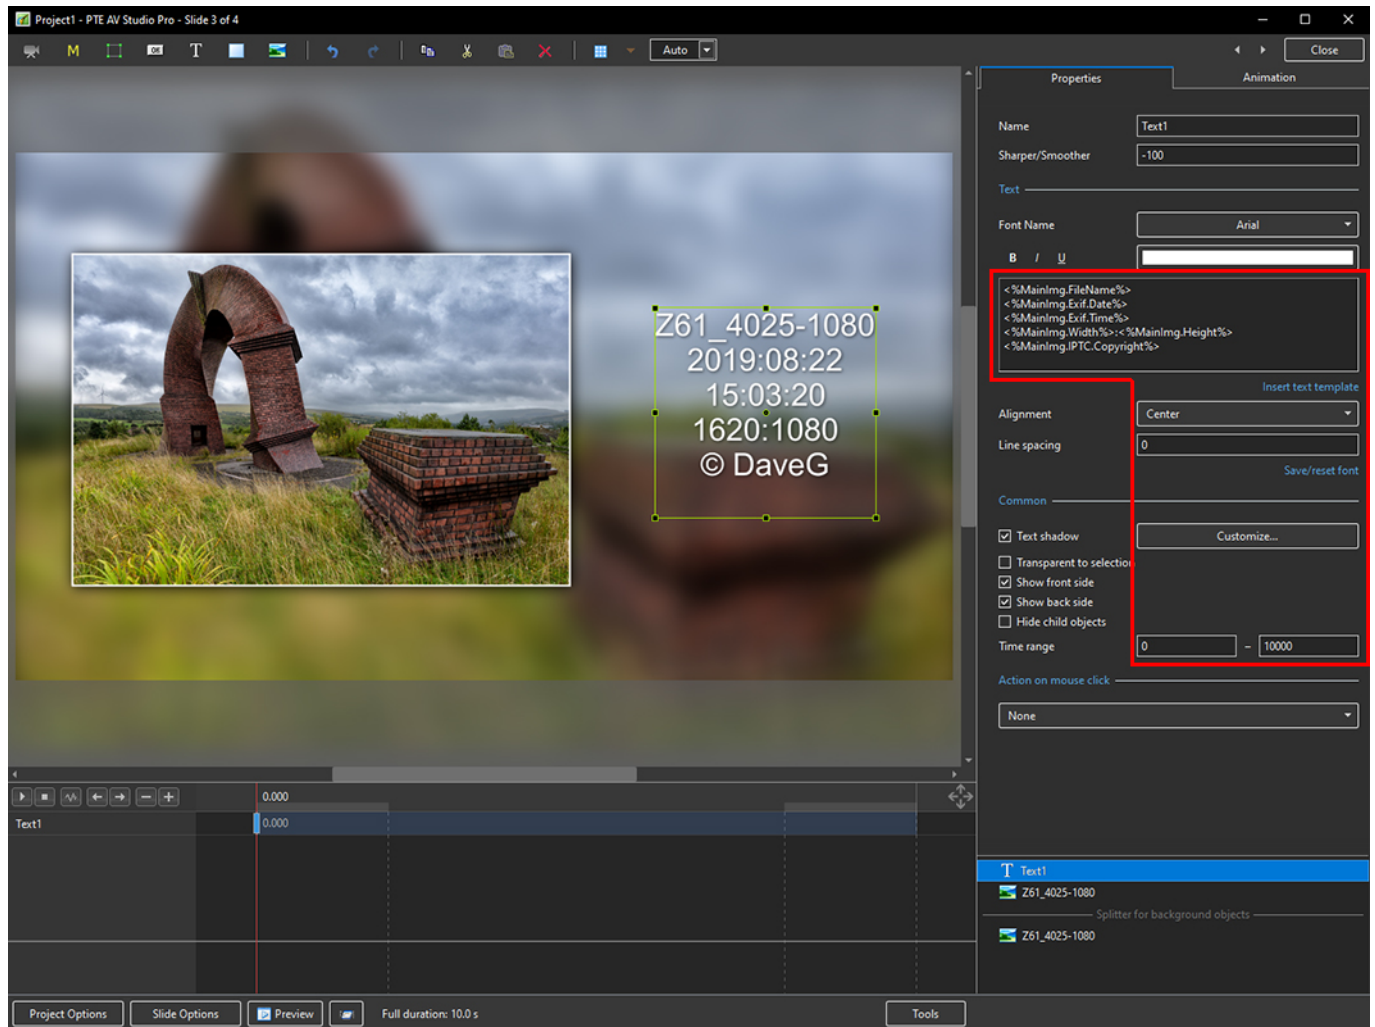 Project1 - PTE AV Studio Pro - Slide 3 of 4
M
OK
T
Auto
Close
Properties
Animation
Name
Text1
Sharper/Smoother
-100
Text
Font Name
Arial
B I U
<%MainImg.FileName%>
<%MainImg.Exif.Date%>
<%MainImg.Exif.Time%>
<%MainImg.Width%>:<%MainImg.Height%>
<%MainImg.IPTC.Copyright%>
Insert text template
Alignment
Center
Line spacing
0
Save/reset font
Common
Text shadow
Customize...
Transparent to selection
Show front side
Show back side
Hide child objects
Time range
0 – 10000
Action on mouse click
None
Z61_4025-1080
2019:08:22
15:03:20
1620:1080
© DaveG
0.000
Text1
0.000
T Text1
Z61_4025-1080
Splitter for background objects
Z61_4025-1080
Project Options
Slide Options
Preview
Full duration: 10.0 s
Tools